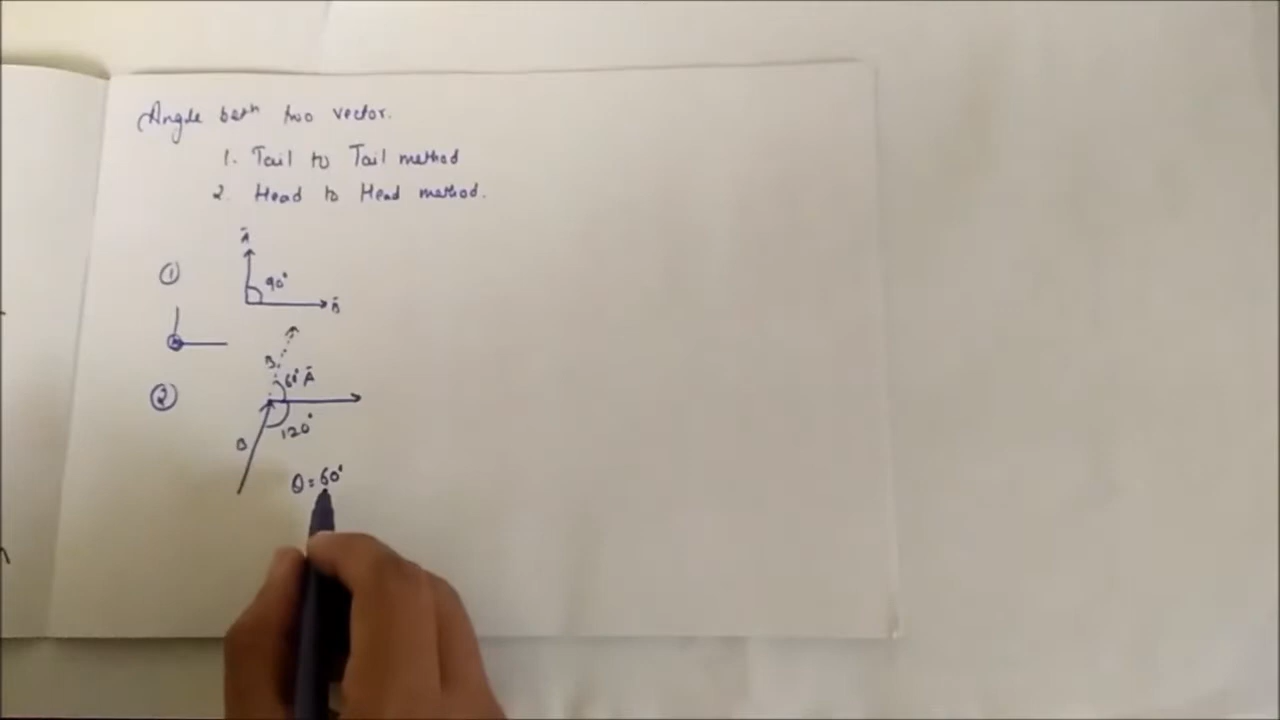 Angle betn two vector.
1. Tail to Tail method
2. Head to Head method.
Ā
① 90°
B̄
B
60° Ā
②
120°
B
θ = 60°